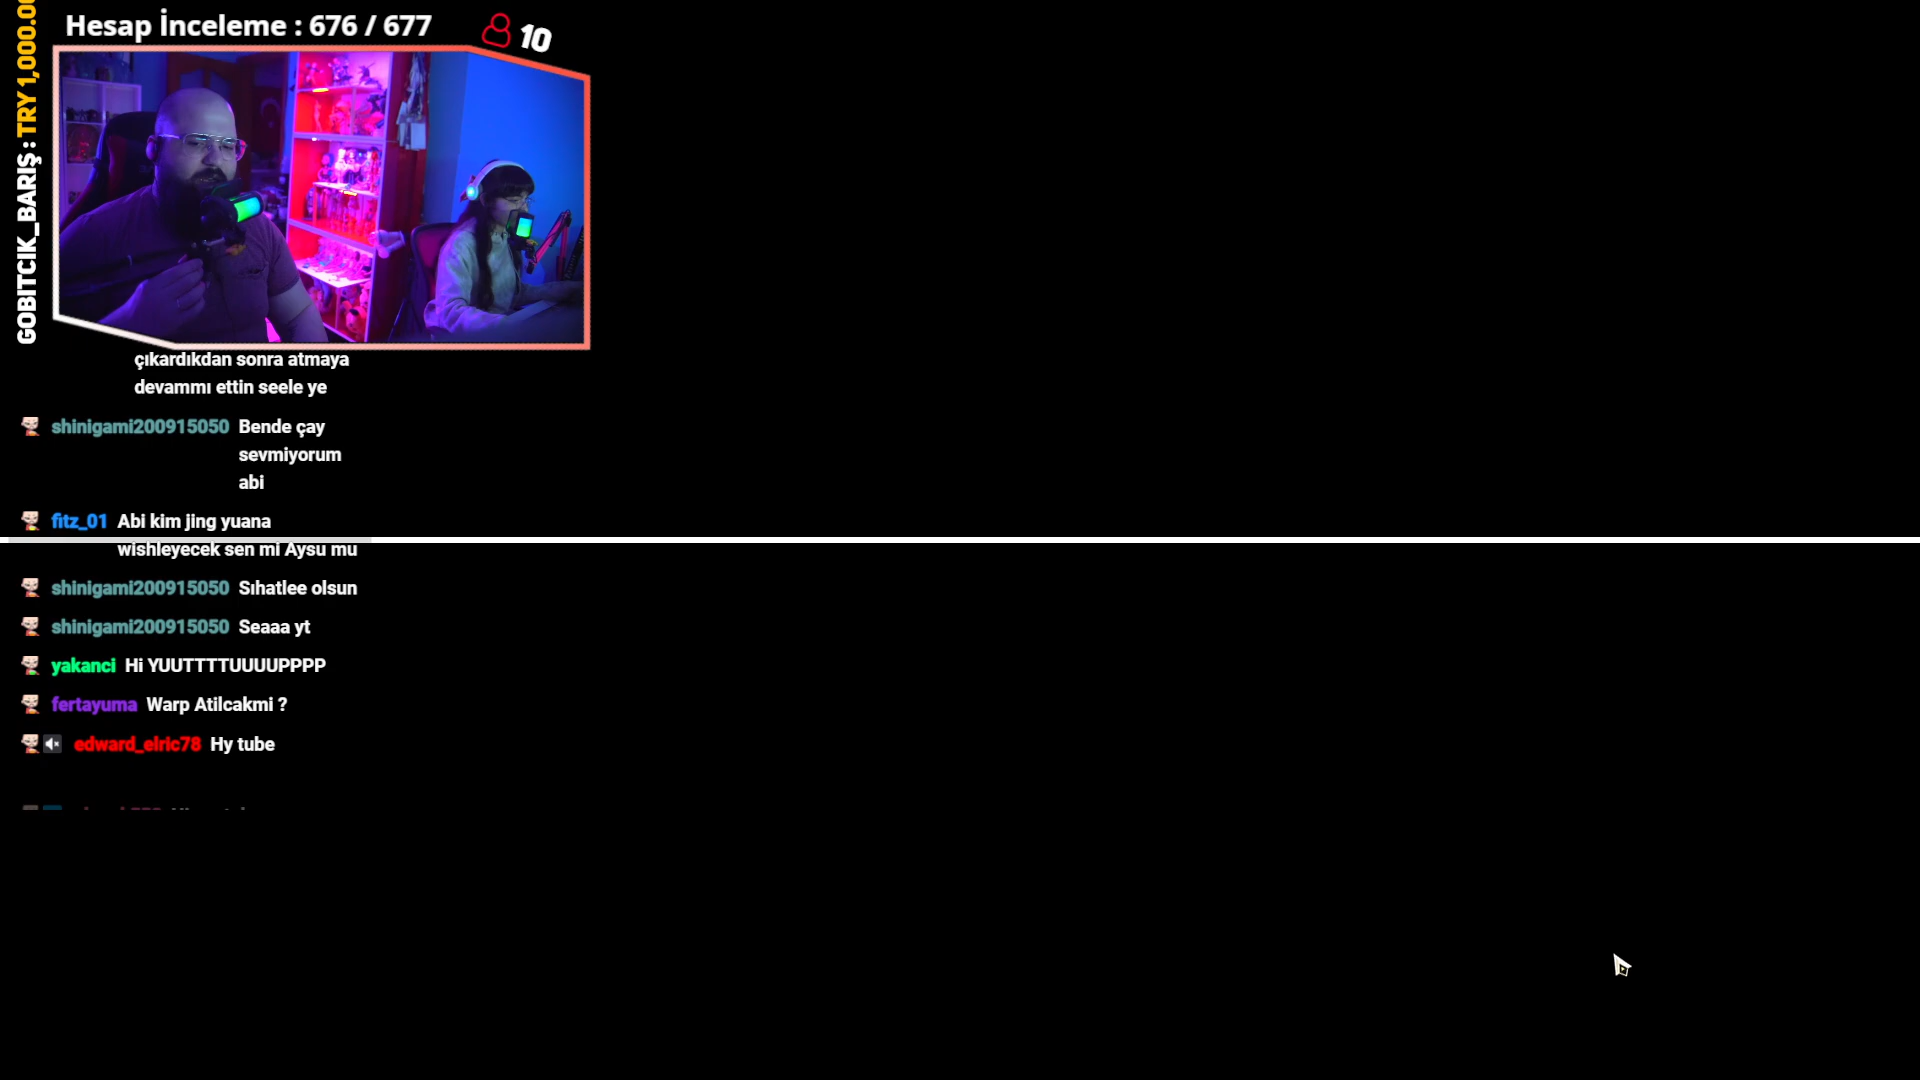 Hesap İnceleme : 676 / 677
10
GOBITCIK_BARIŞ : TRY 1,000.0
çıkardıkdan sonra atmaya
devammı ettin seele ye
shinigami200915050 Bende çay
sevmiyorum
abi
fitz_01 Abi kim jing yuana
wishleyecek sen mi Aysu mu
shinigami200915050 Sıhatlee olsun
shinigami200915050 Seaaa yt
yakanci Hi YUUTTTTUUUUPPPP
fertayuma Warp Atilcakmi ?
edward_elric78 Hy tube